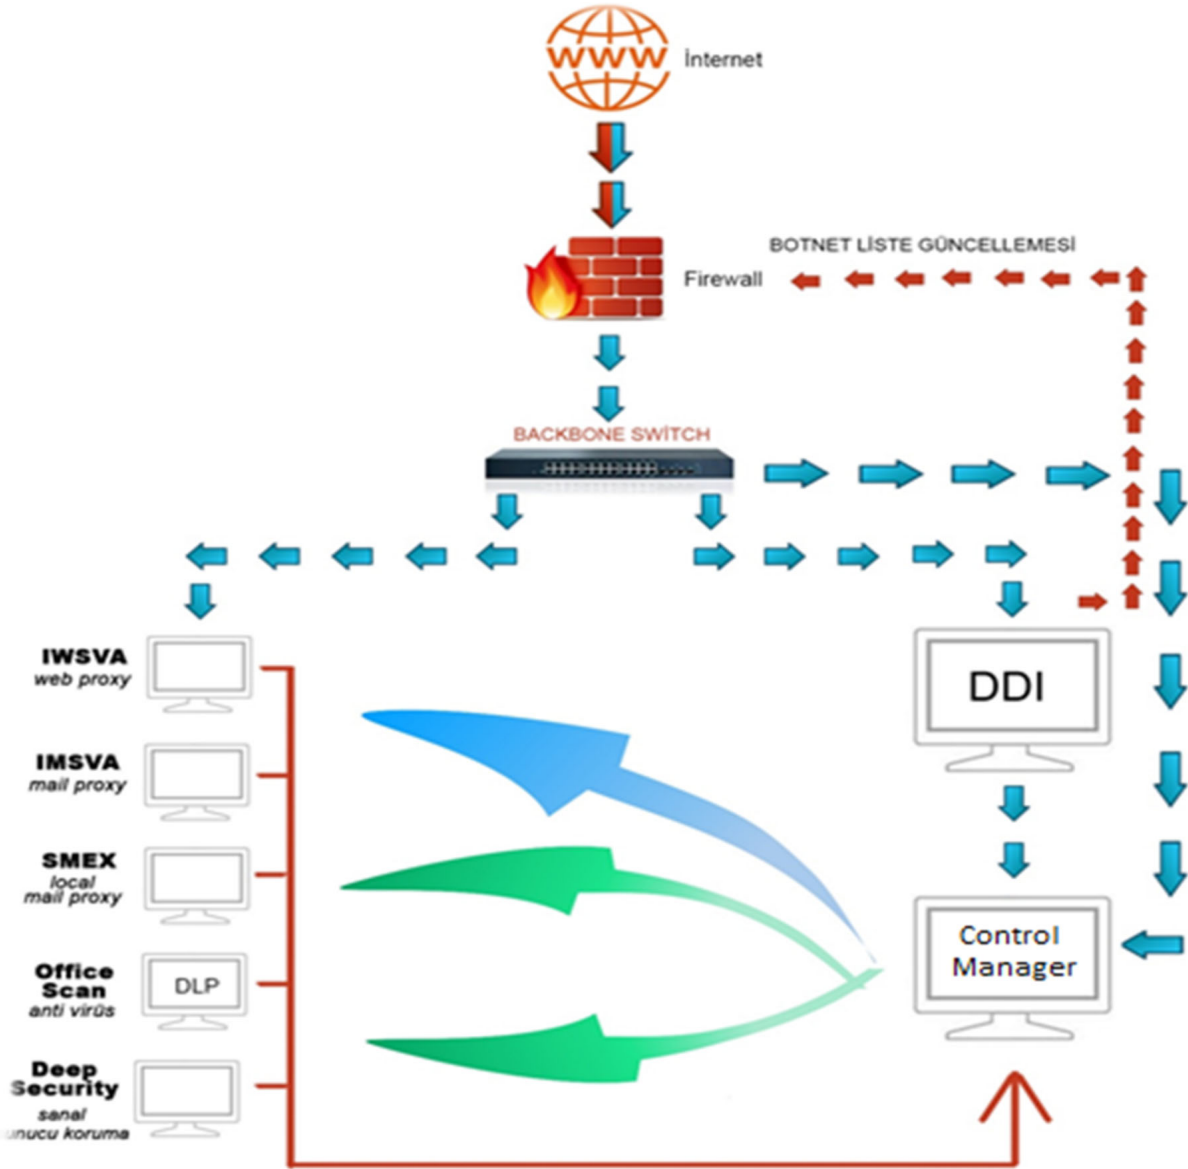 WWW
İnternet
BOTNET LİSTE GÜNCELLEMESİ
Firewall
BACKBONE SWİTCH
IWSVA
web proxy
DDI
IMSVA
mail proxy
SMEX
local
mail proxy
Control
Manager
Office
Scan
anti virüs
DLP
Deep
Security
sanal
koruma